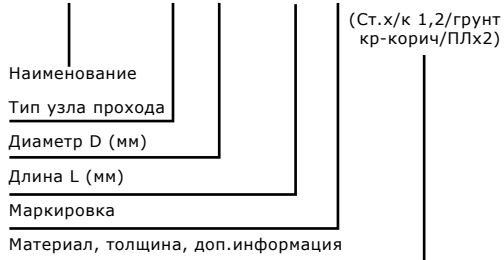 (Ст.х/к 1,2/грунт
кр-корич/ПЛх2)
Наименование
Тип узла прохода
Диаметр D (мм)
Длина L (мм)
Маркировка
Материал, толщина, доп.информация